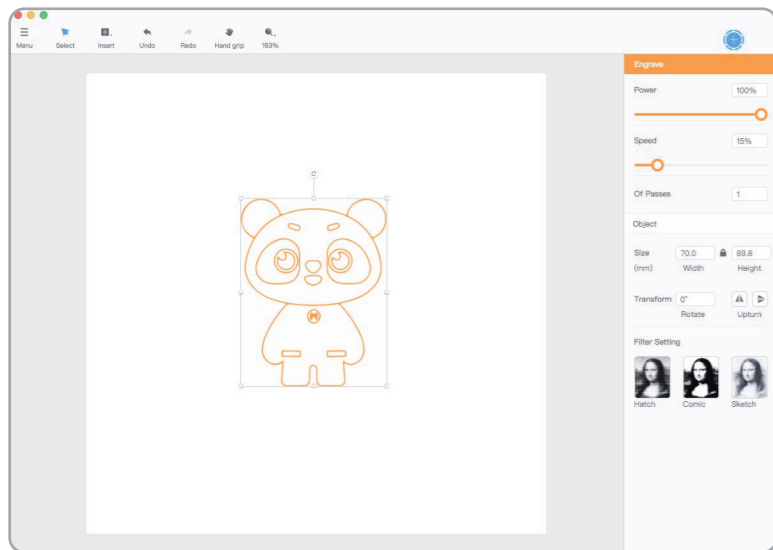 Menu Select Insert Undo Redo Hand grip 163%
Engrave
Power 100%
Speed 15%
Of Passes 1
Object
Size 70.0 89.8
(mm) Width Height
Transform 0°
Rotate Upturn
Filter Setting
Hatch Comic Sketch